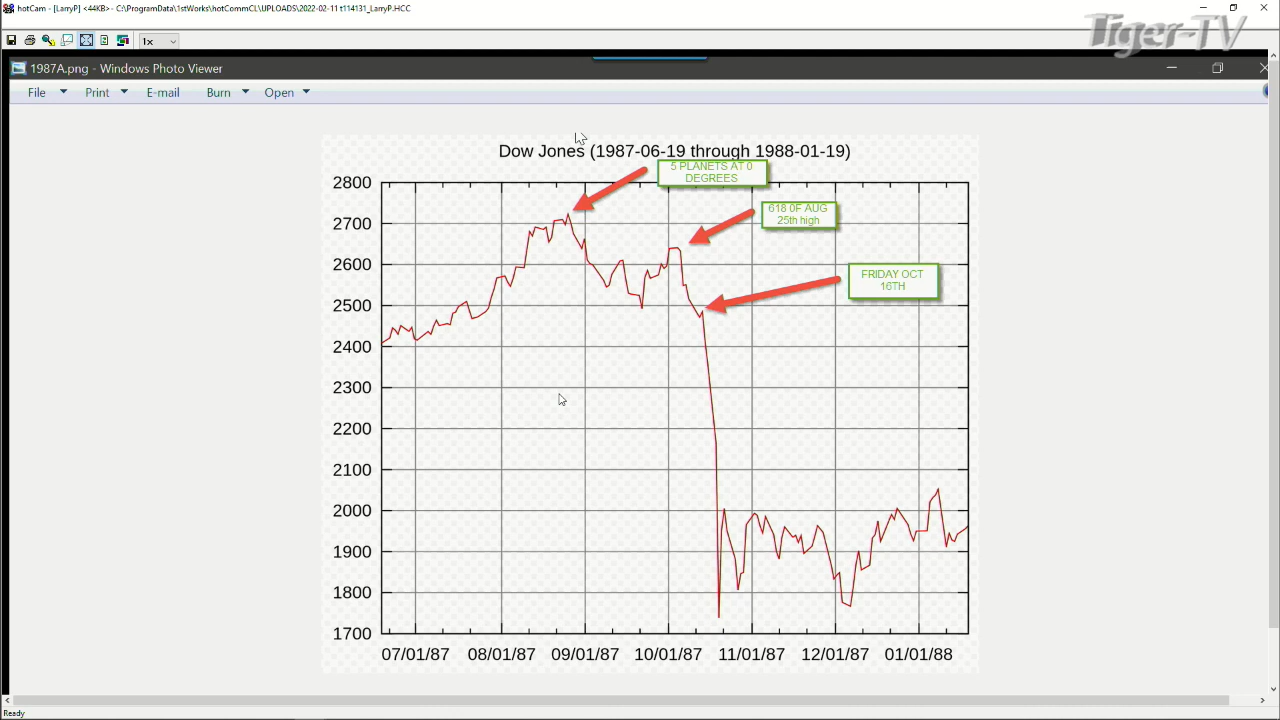 hotCam - [LarryP] <44KB>- C:\ProgramData\1stWorks\hotCommCL\UPLOADS\2022-02-11 t114131_LarryP.HCC
Tiger-TV
1x
1987A.png - Windows Photo Viewer
File Print E-mail Burn Open
Dow Jones (1987-06-19 through 1988-01-19)
5 PLANETS AT 0
DEGREES
618 0F AUG
25th high
FRIDAY OCT
16TH
2800
2700
2600
2500
2400
2300
2200
2100
2000
1900
1800
1700
07/01/87 08/01/87 09/01/87 10/01/87 11/01/87 12/01/87 01/01/88
Ready